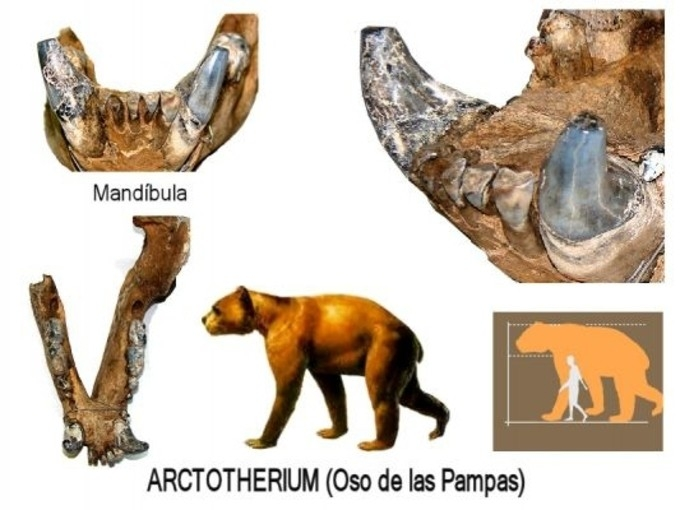 Mandíbula
ARCTOTHERIUM (Oso de las Pampas)